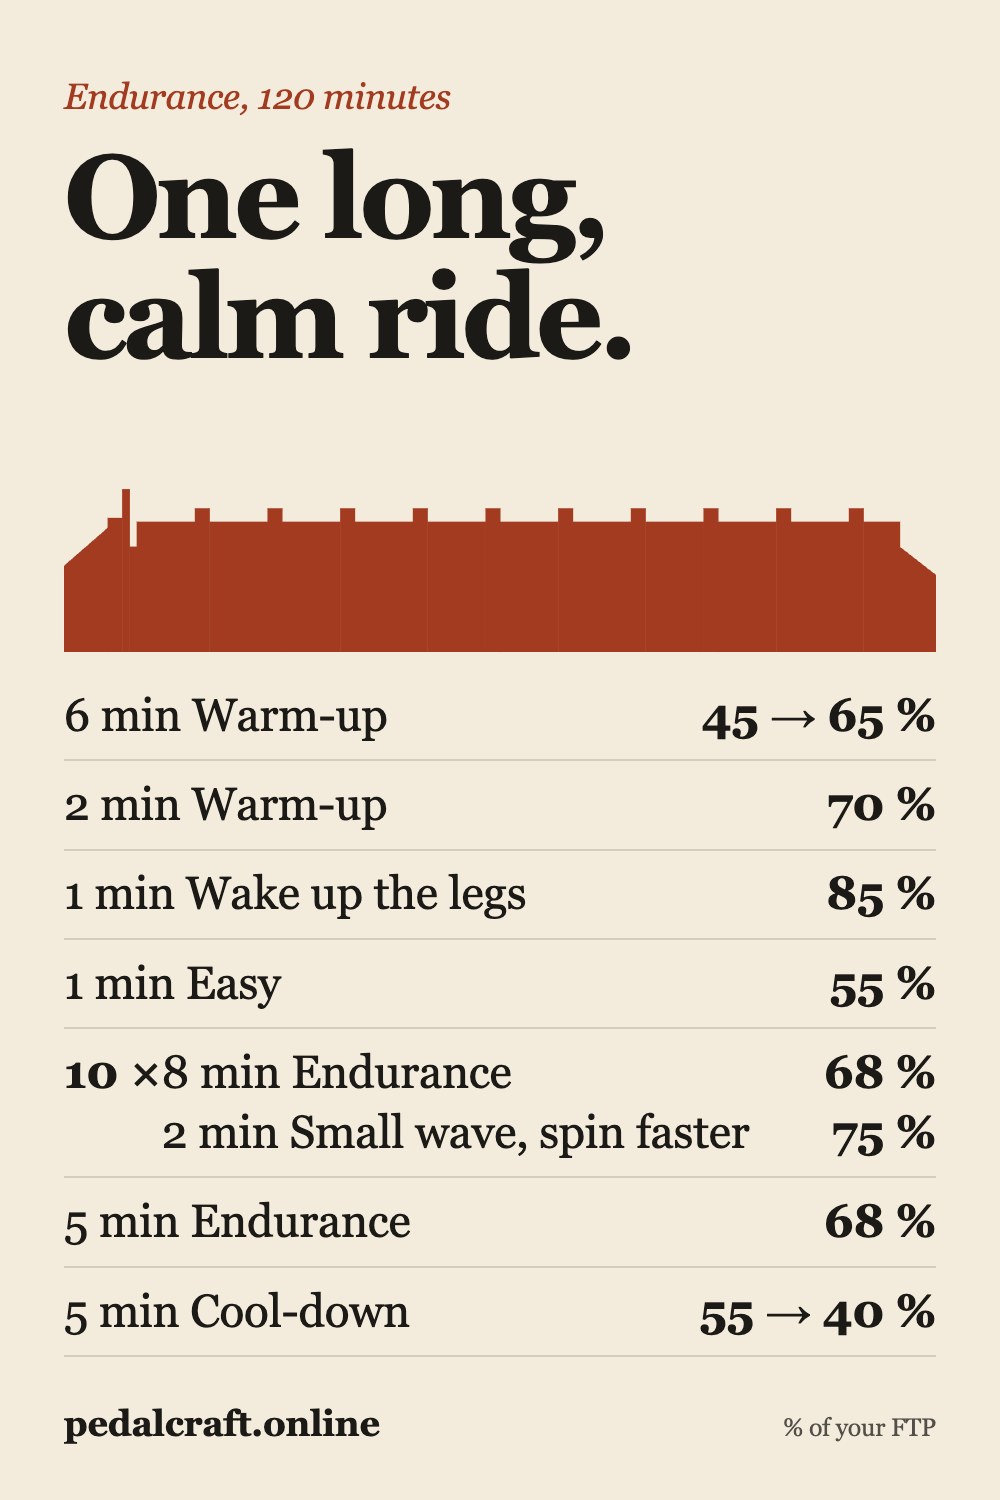 Endurance, 120 minutes
One long,
calm ride.
6 min Warm-up 45 → 65 %
2 min Warm-up 70 %
1 min Wake up the legs 85 %
1 min Easy 55 %
10 ×8 min Endurance 68 %
2 min Small wave, spin faster 75 %
5 min Endurance 68 %
5 min Cool-down 55 → 40 %
pedalcraft.online % of your FTP